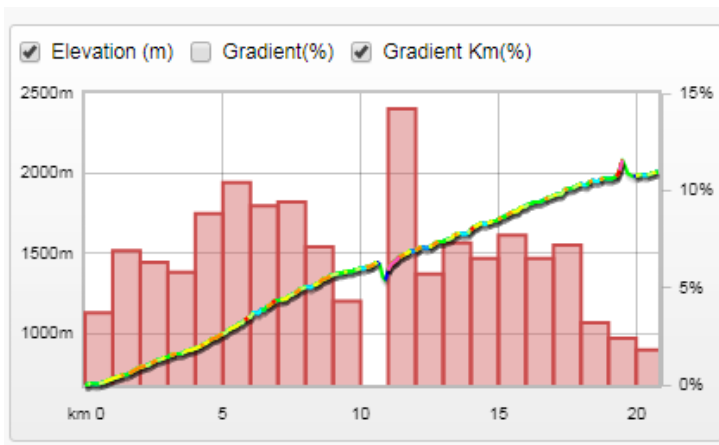 Elevation (m) Gradient(%) Gradient Km(%)
2500m 15%
2000m
10%
1500m
5%
1000m
0%
km 0 5 10 15 20